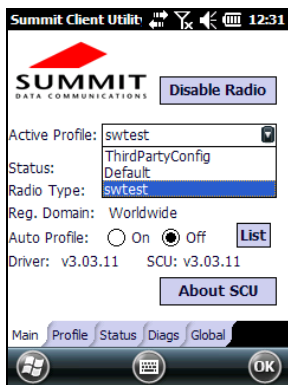 Summit Client Utilit 12:31
SUMMIT
DATA COMMUNICATIONS
Disable Radio
Active Profile: swtest
ThirdPartyConfig
Status: Default
Radio Type: swtest
Reg. Domain: Worldwide
Auto Profile: On Off List
Driver: v3.03.11 SCU: v3.03.11
About SCU
Main Profile Status Diags Global
OK